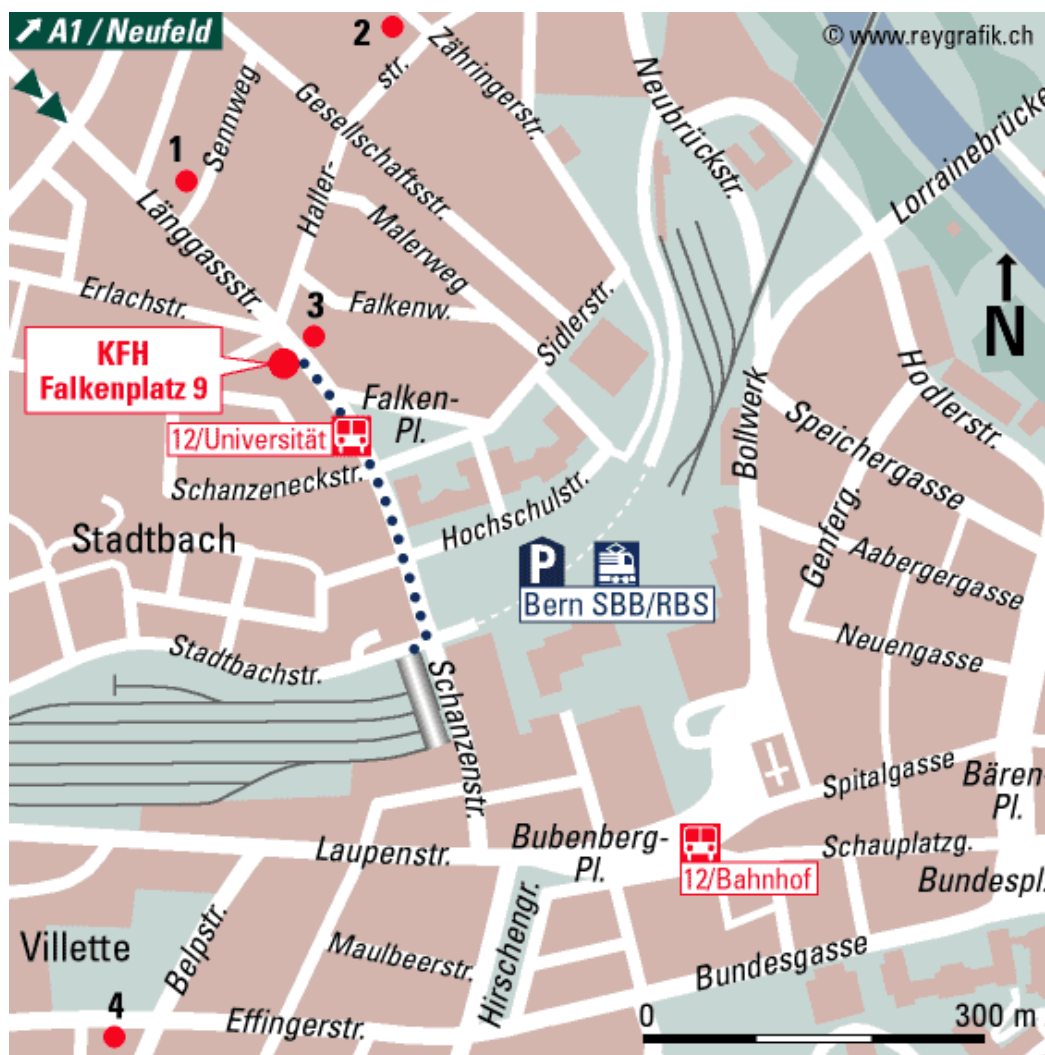 A1 / Neufeld
2
© www.reygrafik.ch
Zähringerstr.
Neubrückstr.
Lorrainebrücke
Sennweg
Gesellschaftsstr.
Haller-
str.
1
Länggassstr.
Malerweg
N
Erlachstr.
3
Falkenw.
Sidlerstr.
KFH
Falkenplatz 9
Falken-
Pl.
12/Universität
Schanzeneckstr.
Hochschulstr.
Bollwerk
Hodlerstr.
Speichergasse
Genferg.
Aabergergasse
Neuengasse
Stadtbach
P
Bern SBB/RBS
Stadtbachstr.
Schanzenstr.
Spitalgasse
Bären-
Pl.
Laupenstr.
Bubenberg-
Pl.
12/Bahnhof
Schauplatzg.
Bundespl.
Villette
Belpstr.
Maulbeerstr.
Hirschengr.
Bundesgasse
4
Effingerstr.
0
300 m